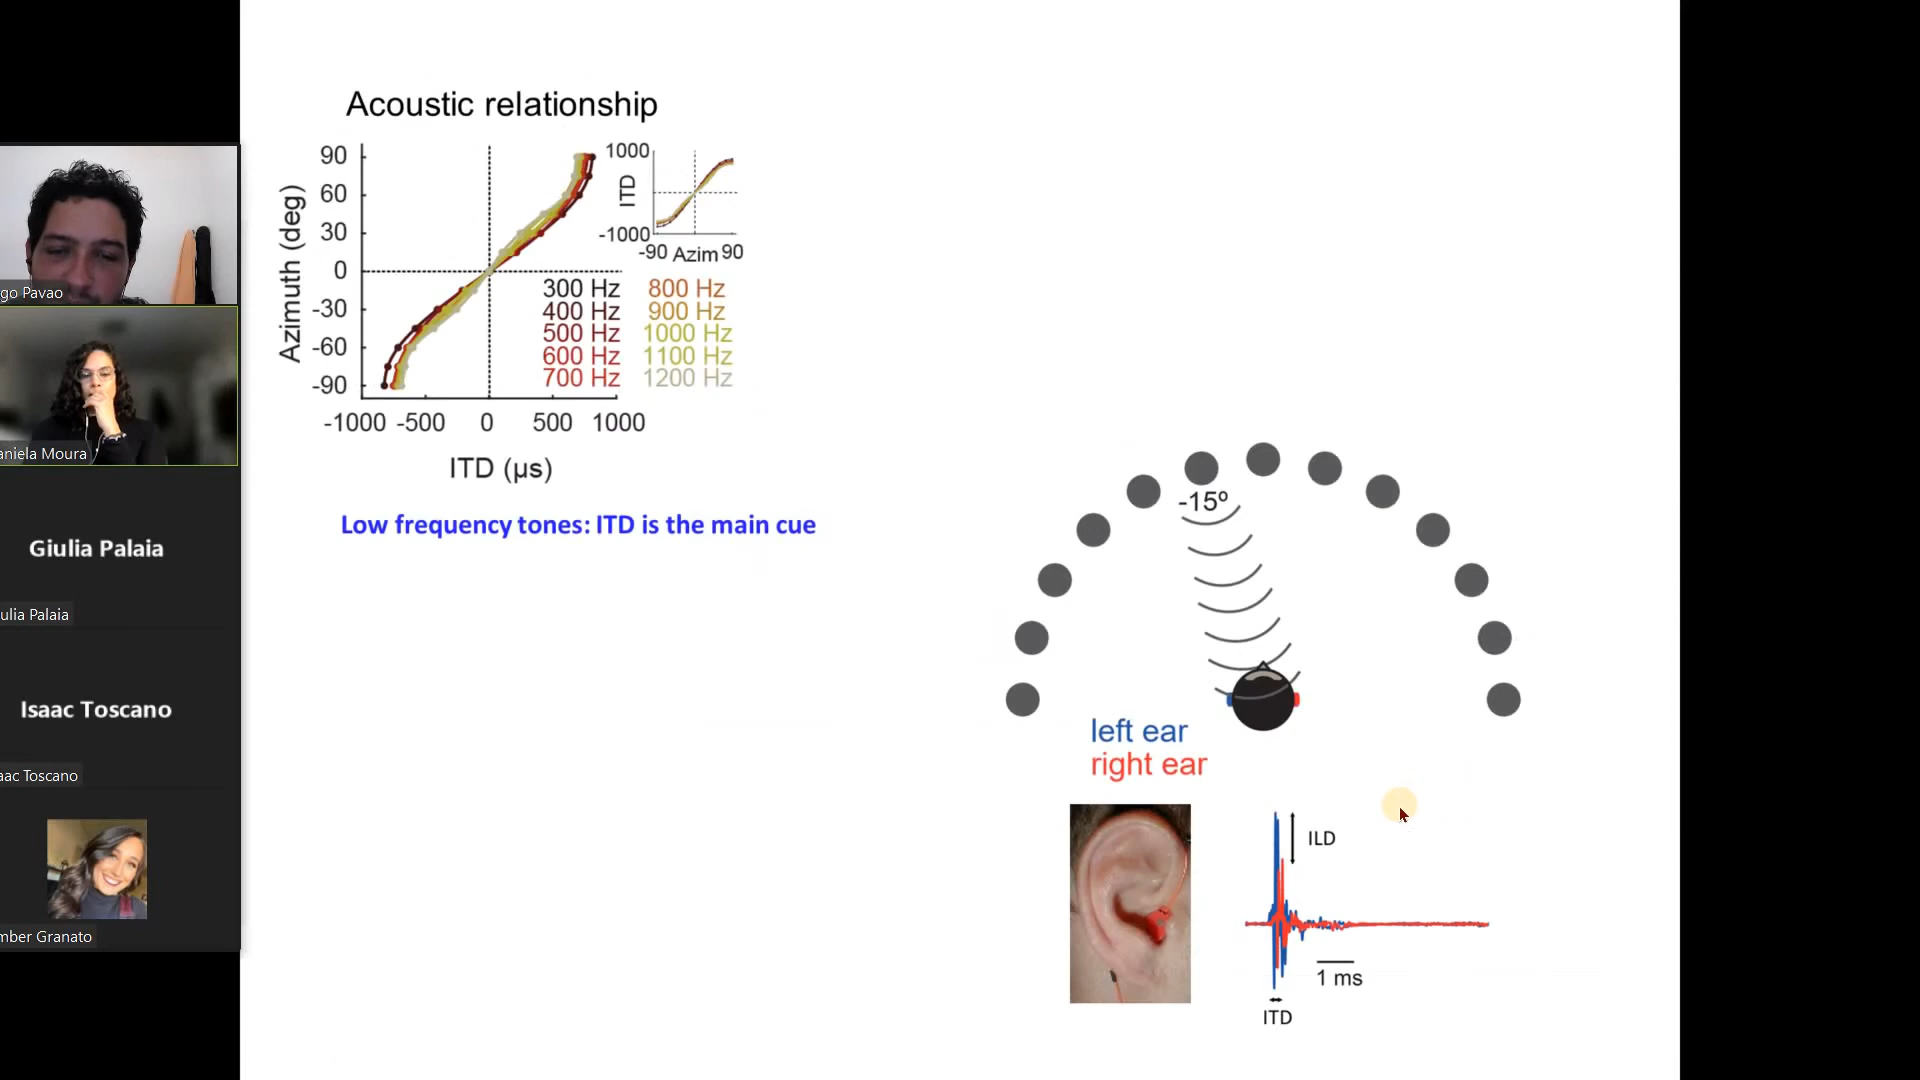 Acoustic relationship
Azimuth (deg)
90
60
30
0
-30
-60
-90
-1000 -500 0 500 1000
ITD (µs)
1000
ITD
-1000
-90 Azim 90
300 Hz 800 Hz
400 Hz 900 Hz
500 Hz 1000 Hz
600 Hz 1100 Hz
700 Hz 1200 Hz
Low frequency tones: ITD is the main cue
-15º
left ear
right ear
ILD
1 ms
ITD
go Pavao
aniela Moura
Giulia Palaia
ulia Palaia
Isaac Toscano
aac Toscano
mber Granato